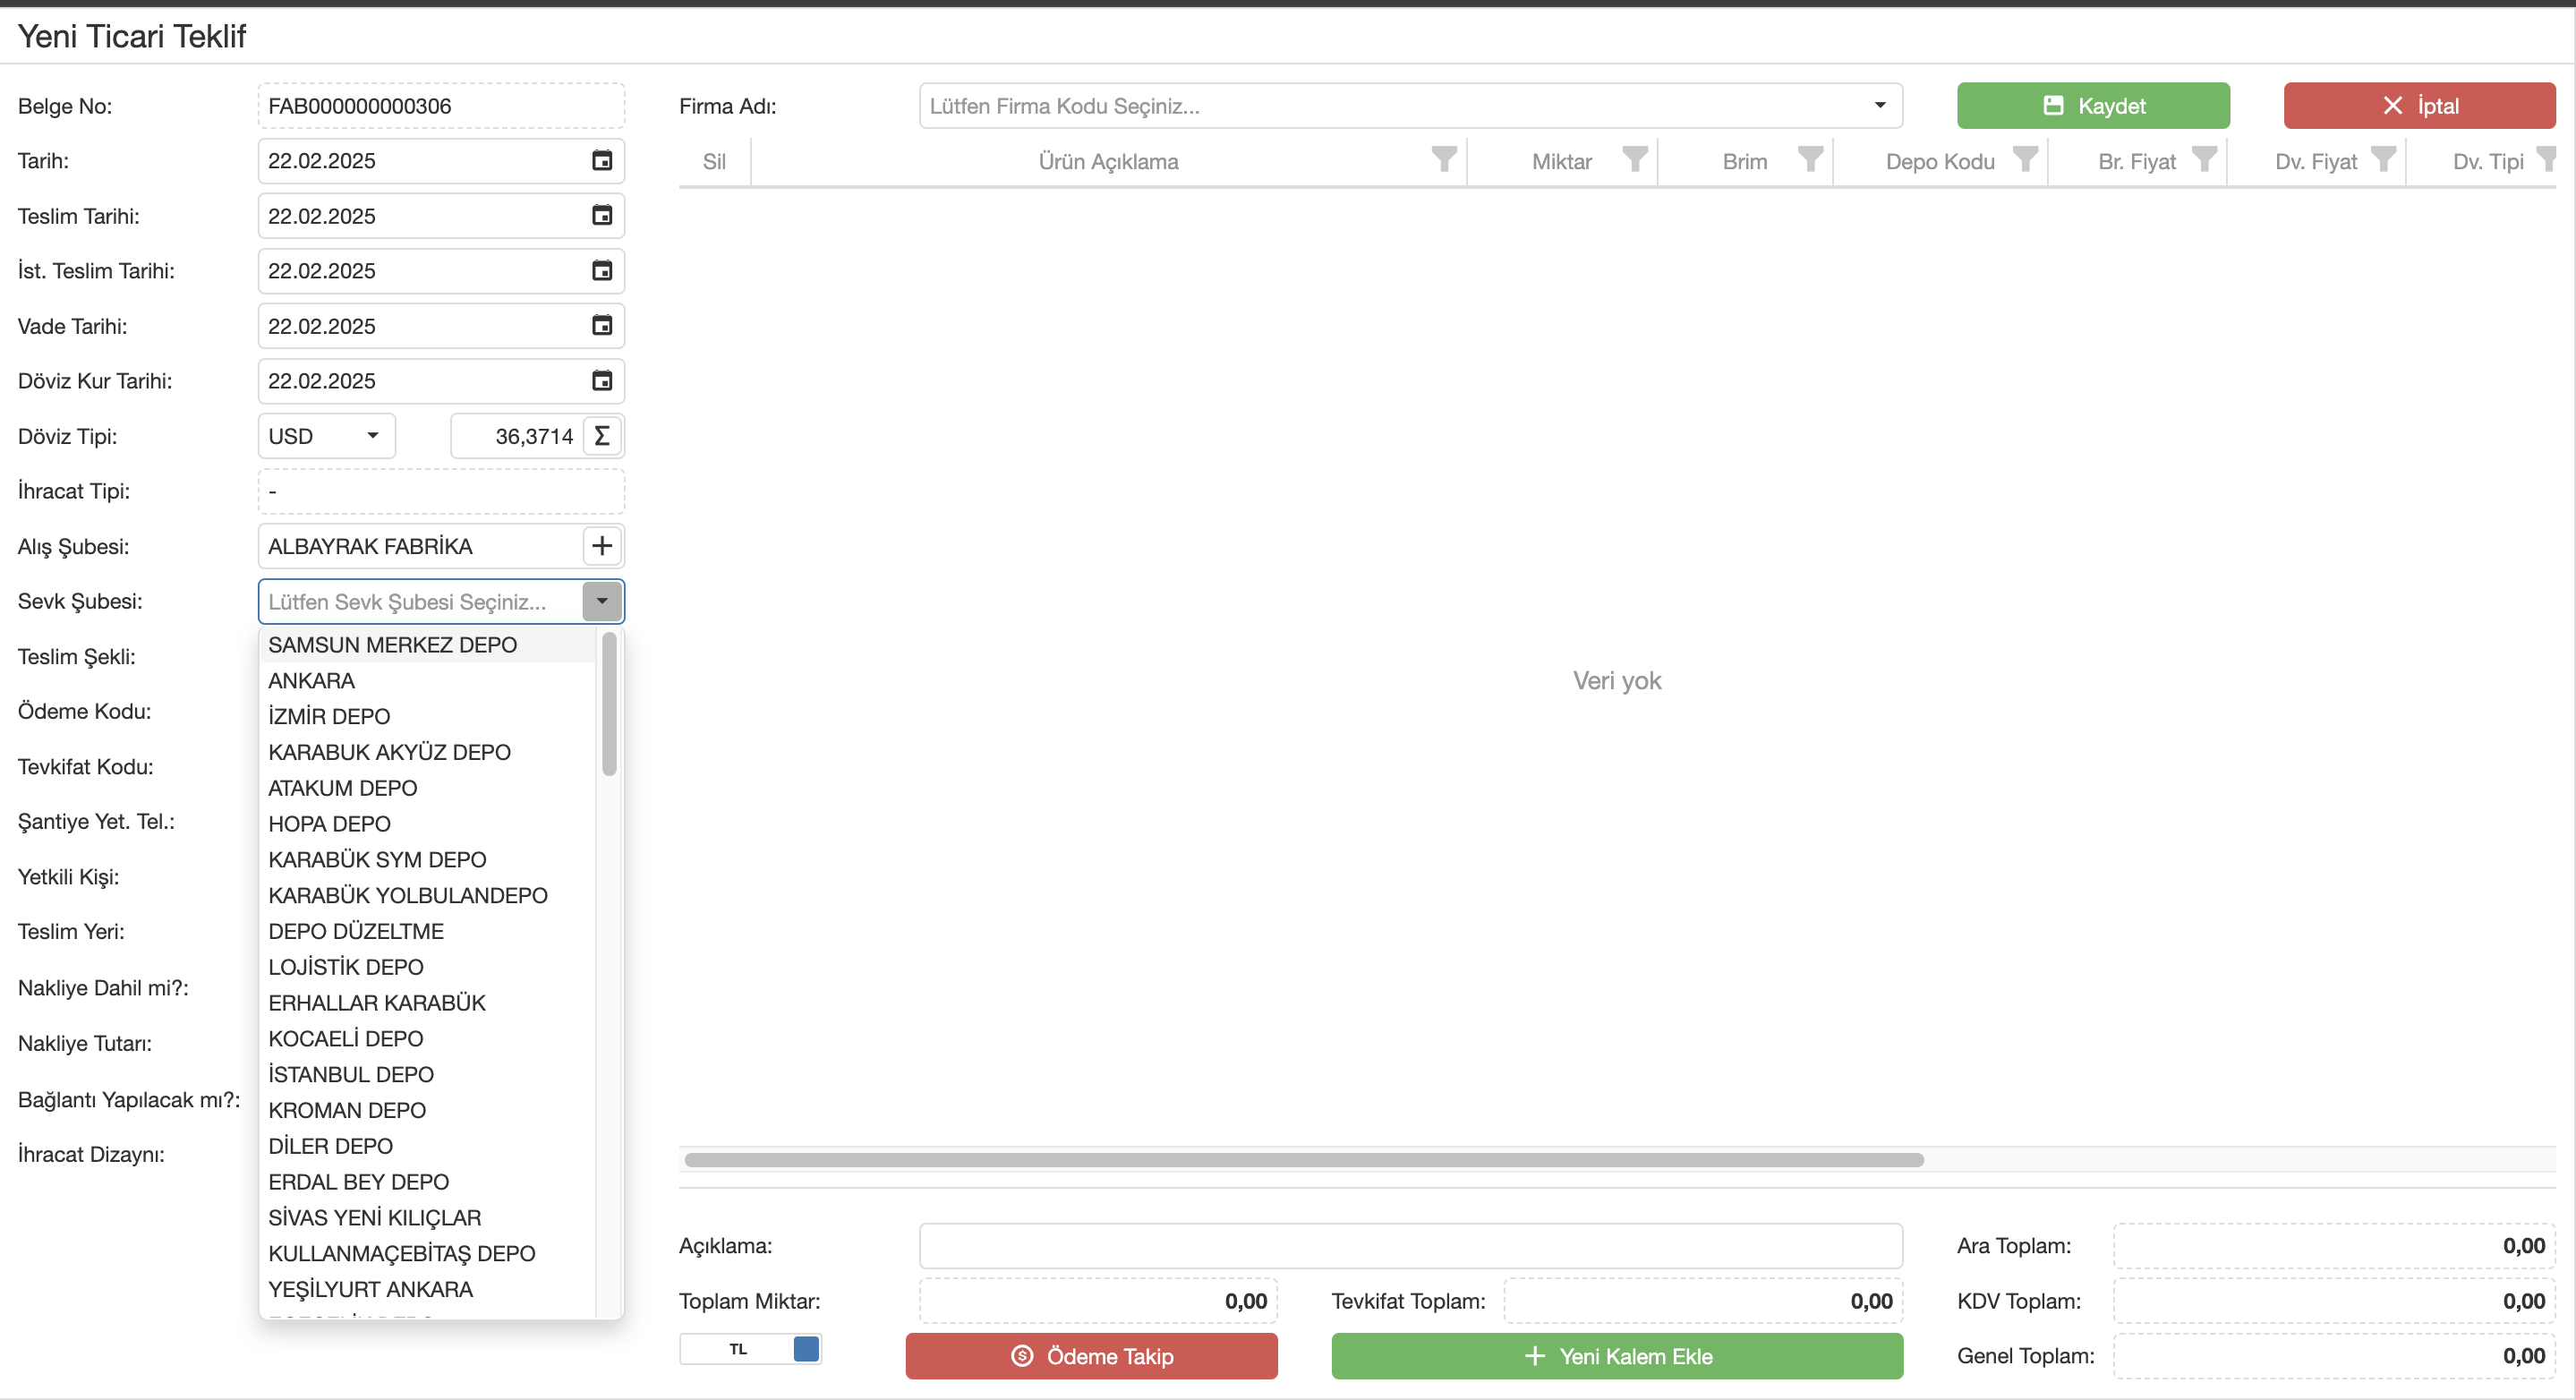 Yeni Ticari Teklif
Belge No: FAB000000000306
Tarih: 22.02.2025
Teslim Tarihi: 22.02.2025
İst. Teslim Tarihi: 22.02.2025
Vade Tarihi: 22.02.2025
Döviz Kur Tarihi: 22.02.2025
Döviz Tipi: USD 36,3714 Σ
İhracat Tipi: -
Alış Şubesi: ALBAYRAK FABRİKA
Sevk Şubesi: Lütfen Sevk Şubesi Seçiniz...
Teslim Şekli:
Ödeme Kodu:
Tevkifat Kodu:
Şantiye Yet. Tel.:
Yetkili Kişi:
Teslim Yeri:
Nakliye Dahil mi?:
Nakliye Tutarı:
Bağlantı Yapılacak mı?:
İhracat Dizaynı:
SAMSUN MERKEZ DEPO
ANKARA
İZMİR DEPO
KARABUK AKYÜZ DEPO
ATAKUM DEPO
HOPA DEPO
KARABÜK SYM DEPO
KARABÜK YOLBULANDEPO
DEPO DÜZELTME
LOJİSTİK DEPO
ERHALLAR KARABÜK
KOCAELİ DEPO
İSTANBUL DEPO
KROMAN DEPO
DİLER DEPO
ERDAL BEY DEPO
SİVAS YENİ KILIÇLAR
KULLANMAÇEBİTAŞ DEPO
YEŞİLYURT ANKARA
Firma Adı: Lütfen Firma Kodu Seçiniz...
Kaydet
İptal
Sil Ürün Açıklama Miktar Brim Depo Kodu Br. Fiyat Dv. Fiyat Dv. Tipi
Veri yok
Açıklama:
Ara Toplam: 0,00
Toplam Miktar: 0,00
Tevkifat Toplam: 0,00
KDV Toplam: 0,00
TL
Ödeme Takip
Yeni Kalem Ekle
Genel Toplam: 0,00